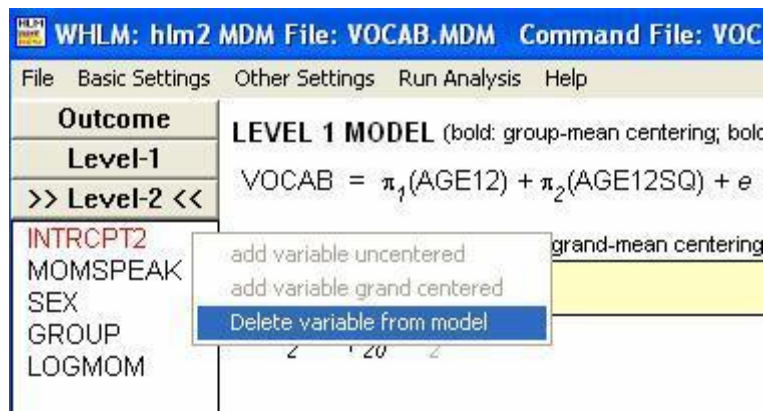 WHLM: hlm2 MDM File: VOCAB.MDM Command File: VOC
File Basic Settings Other Settings Run Analysis Help
Outcome
Level-1
>> Level-2 <<
INTRCPT2
MOMSPEAK
SEX
GROUP
LOGMOM
LEVEL 1 MODEL (bold: group-mean centering; bold
VOCAB = π1(AGE12) + π2(AGE12SQ) + e
grand-mean centering
add variable uncentered
add variable grand centered
Delete variable from model